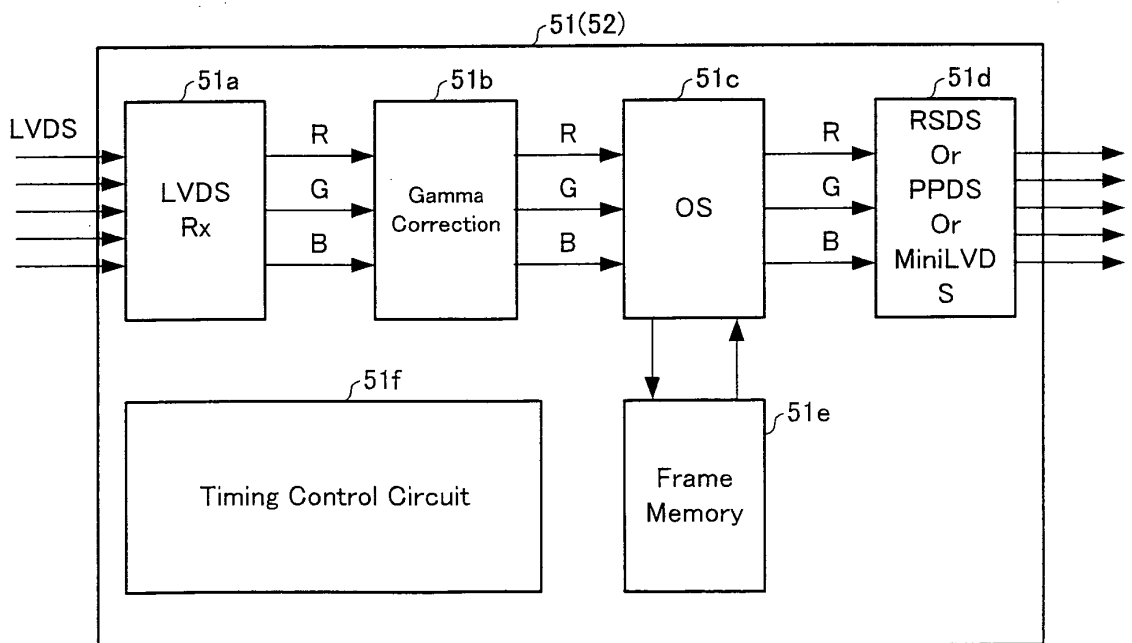 51(52)
51a
51b
51c
51d
LVDS
LVDS
Rx
R
G
B
Gamma
Correction
R
G
B
OS
R
G
B
RSDS
Or
PPDS
Or
MiniLVD
S
51f
Timing Control Circuit
51e
Frame
Memory